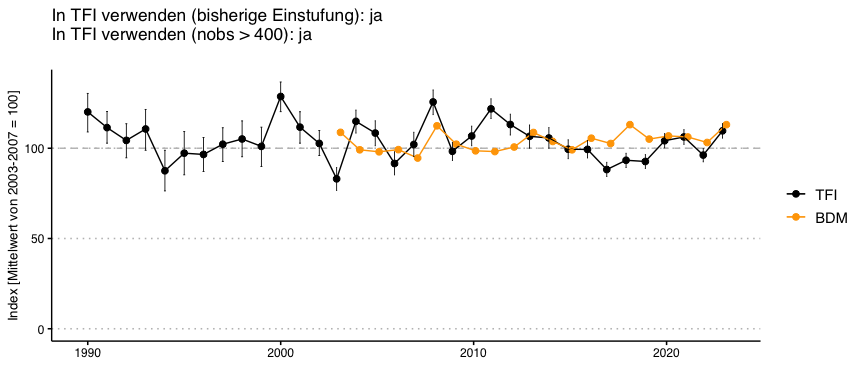 In TFI verwenden (bisherige Einstufung): ja
In TFI verwenden (nobs > 400): ja
Index [Mittelwert von 2003-2007 = 100]
100
50
0
1990
2000
2010
2020
TFI
BDM